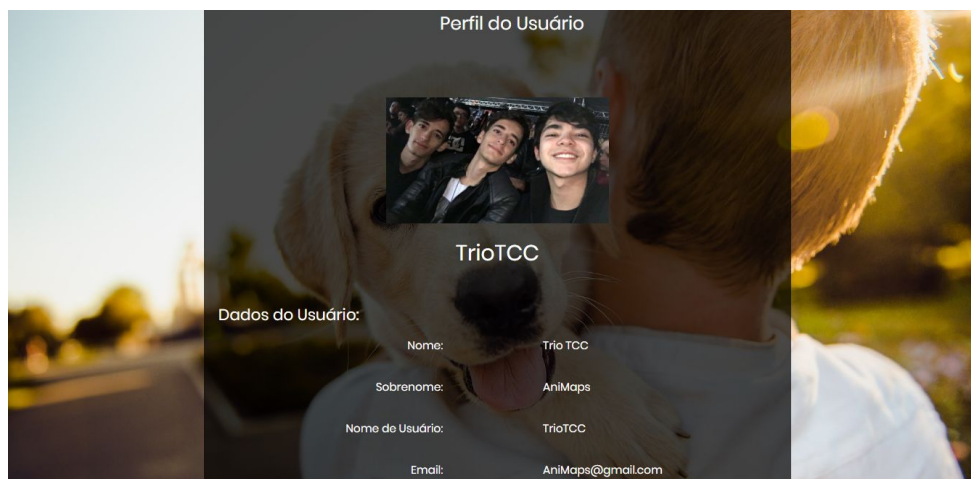 Perfil do Usuário
TrioTCC
Dados do Usuário:
Nome: Trio TCC
Sobrenome: AniMaps
Nome de Usuário: TrioTCC
Email: AniMaps@gmail.com